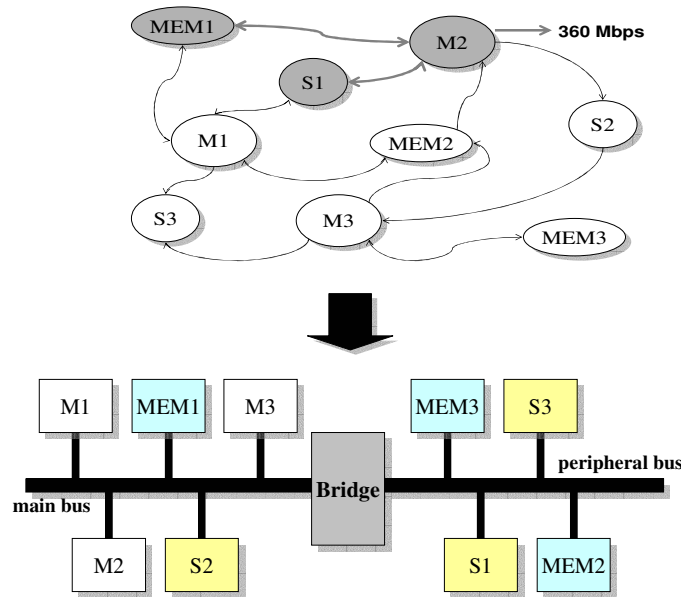 MEM1
M2
360 Mbps
S1
M1
MEM2
S2
S3
M3
MEM3
M1
MEM1
M3
MEM3
S3
Bridge
peripheral bus
main bus
M2
S2
S1
MEM2